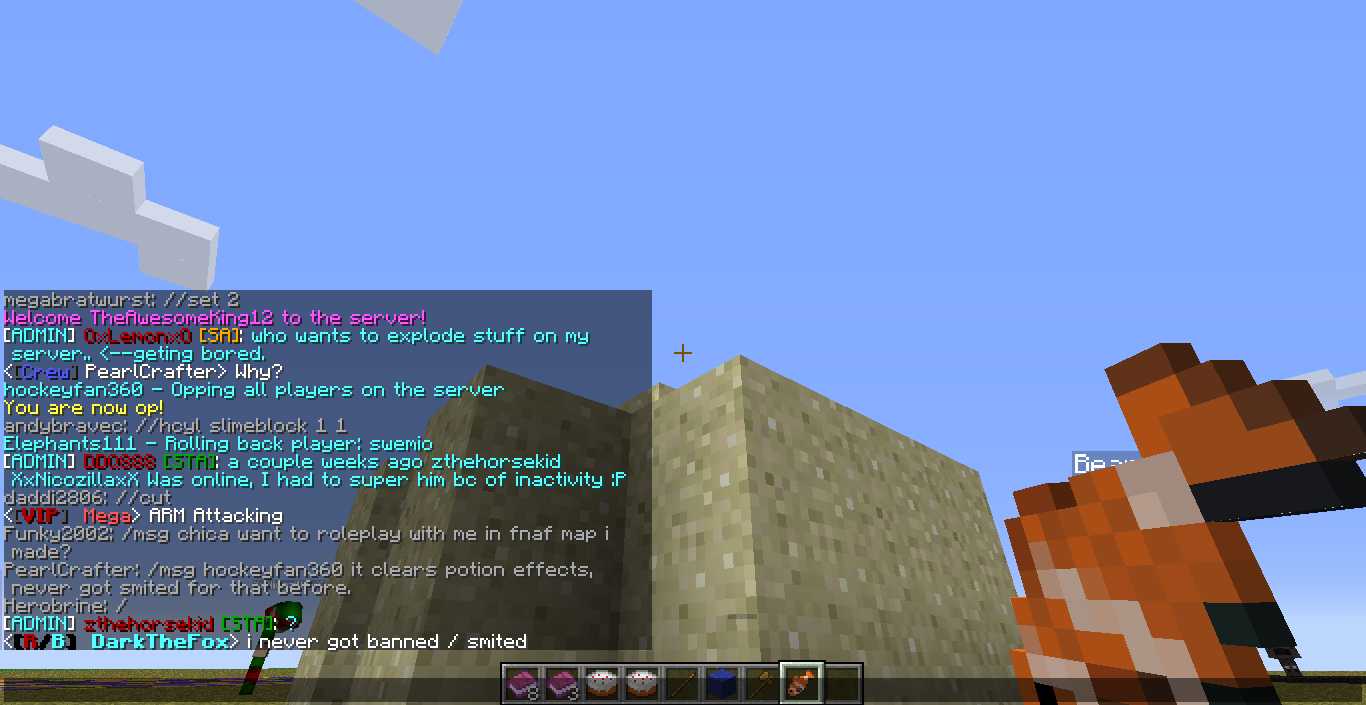 megabratwurst: //set 2
Welcome TheAwesomeKing12 to the server!
[ADMIN] OxLemonxO [SA]: who wants to explode stuff on my
server.. <--geting bored.
<[Crew] PearlCrafter> Why?
hockeyfan360 - Opping all players on the server
You are now op!
andybravec: //hcyl slimeblock 1 1
Elephants111 - Rolling back player: swemio
[ADMIN] DDO888 [STA]: a couple weeks ago zthehorsekid
XxNicozillaxX Was online, I had to super him bc of inactivity :P
daddi2806: //cut
<[VIP] Mega> ARM Attacking
Funky2002: /msg chica want to roleplay with me in fnaf map i
made?
PearlCrafter: /msg hockeyfan360 it clears potion effects,
never got smited for that before.
Herobrine: /
[ADMIN] zthehorsekid [STA]: ?
<[R/B] DarkTheFox> i never got banned / smited
8
3